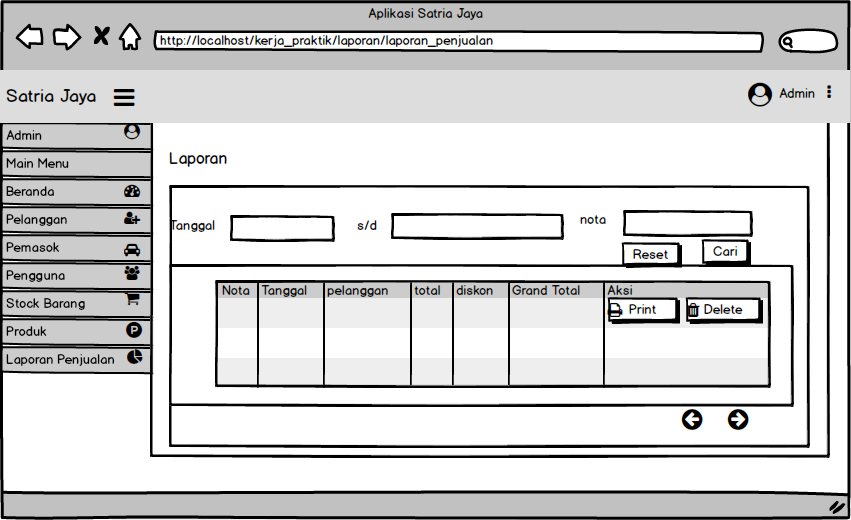 Aplikasi Satria Jaya
http://localhost/kerja_praktik/laporan/laporan_penjualan
Satria Jaya
Admin
Admin
Main Menu
Beranda
Pelanggan
Pemasok
Pengguna
Stock Barang
Produk
P
Laporan Penjualan
Laporan
Tanggal
s/d
nota
Reset
Cari
Nota Tanggal pelanggan total diskon Grand Total Aksi
Print
Delete